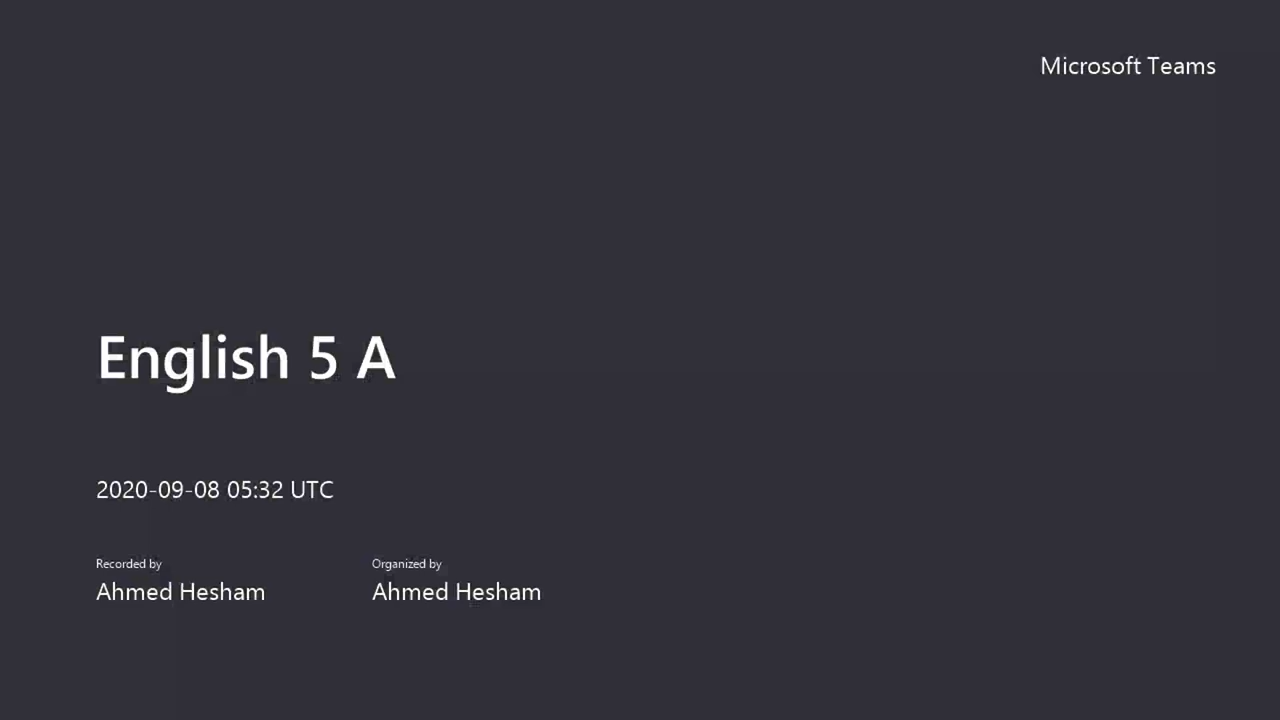 Microsoft Teams
English 5 A
2020-09-08 05:32 UTC
Recorded by
Ahmed Hesham
Organized by
Ahmed Hesham